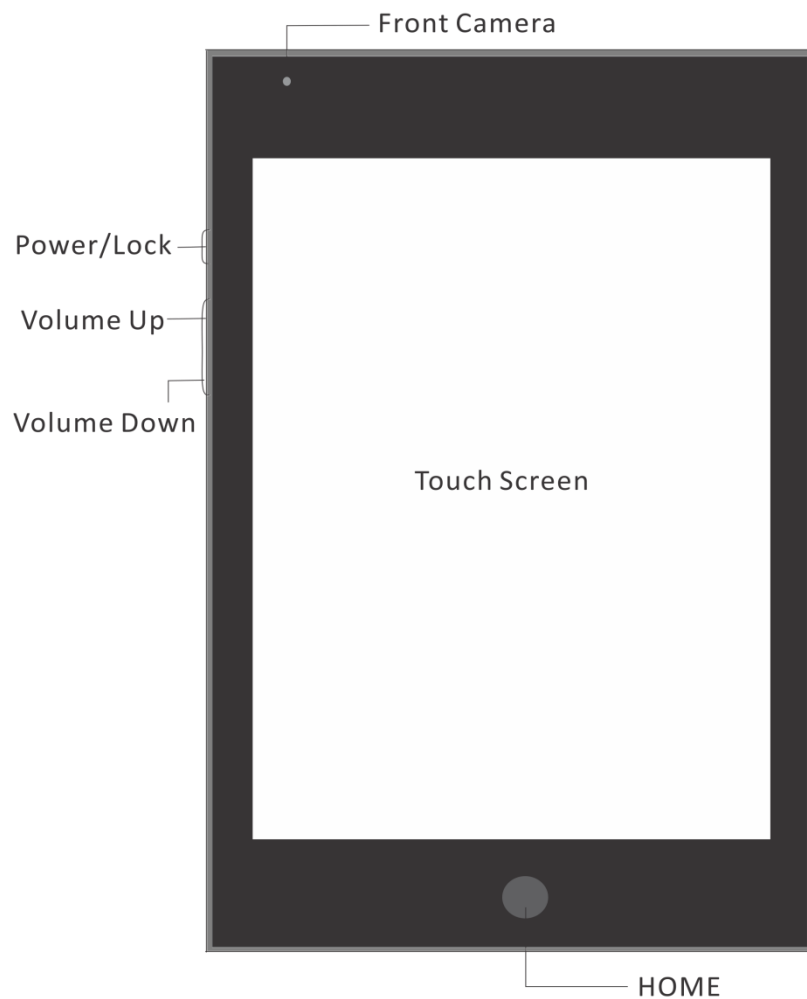 Front Camera
Power/Lock
Volume Up
Volume Down
Touch Screen
HOME